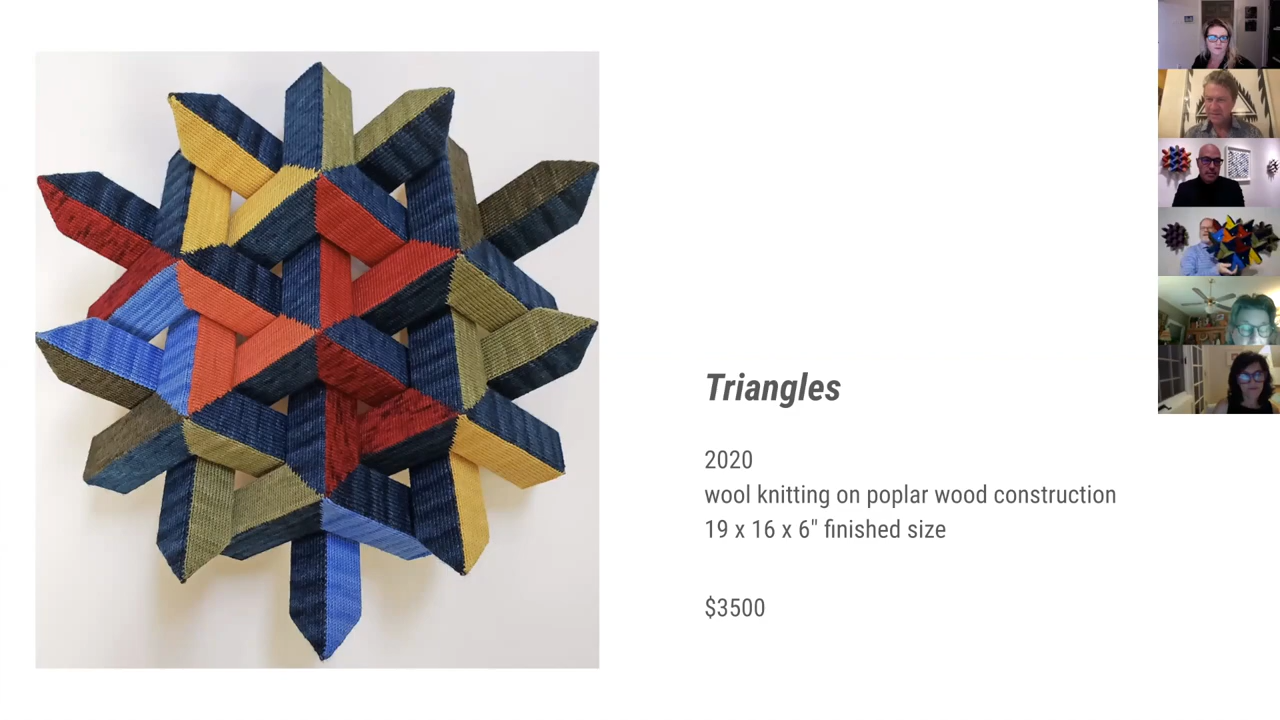 Triangles
2020
wool knitting on poplar wood construction
19 x 16 x 6" finished size
$3500